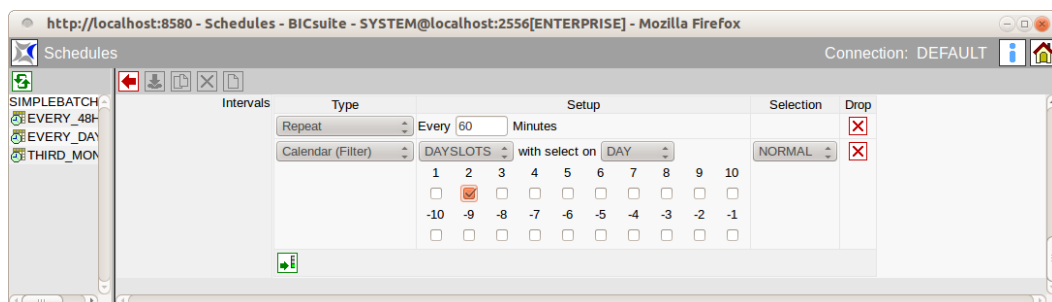 http://localhost:8580 - Schedules - BICsuite - SYSTEM@localhost:2556[ENTERPRISE] - Mozilla Firefox
Schedules
Connection: DEFAULT
SIMPLEBATCH
EVERY_48H
EVERY_DAY
THIRD_MON
Intervals Type Setup Selection Drop
Repeat Every 60 Minutes
Calendar (Filter) DAYSLOTS with select on DAY NORMAL
1 2 3 4 5 6 7 8 9 10
-10 -9 -8 -7 -6 -5 -4 -3 -2 -1